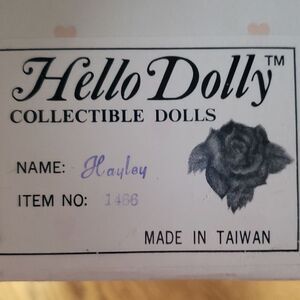 Hello Dolly™
COLLECTIBLE DOLLS
NAME: Hayley
ITEM NO: 1466
MADE IN TAIWAN